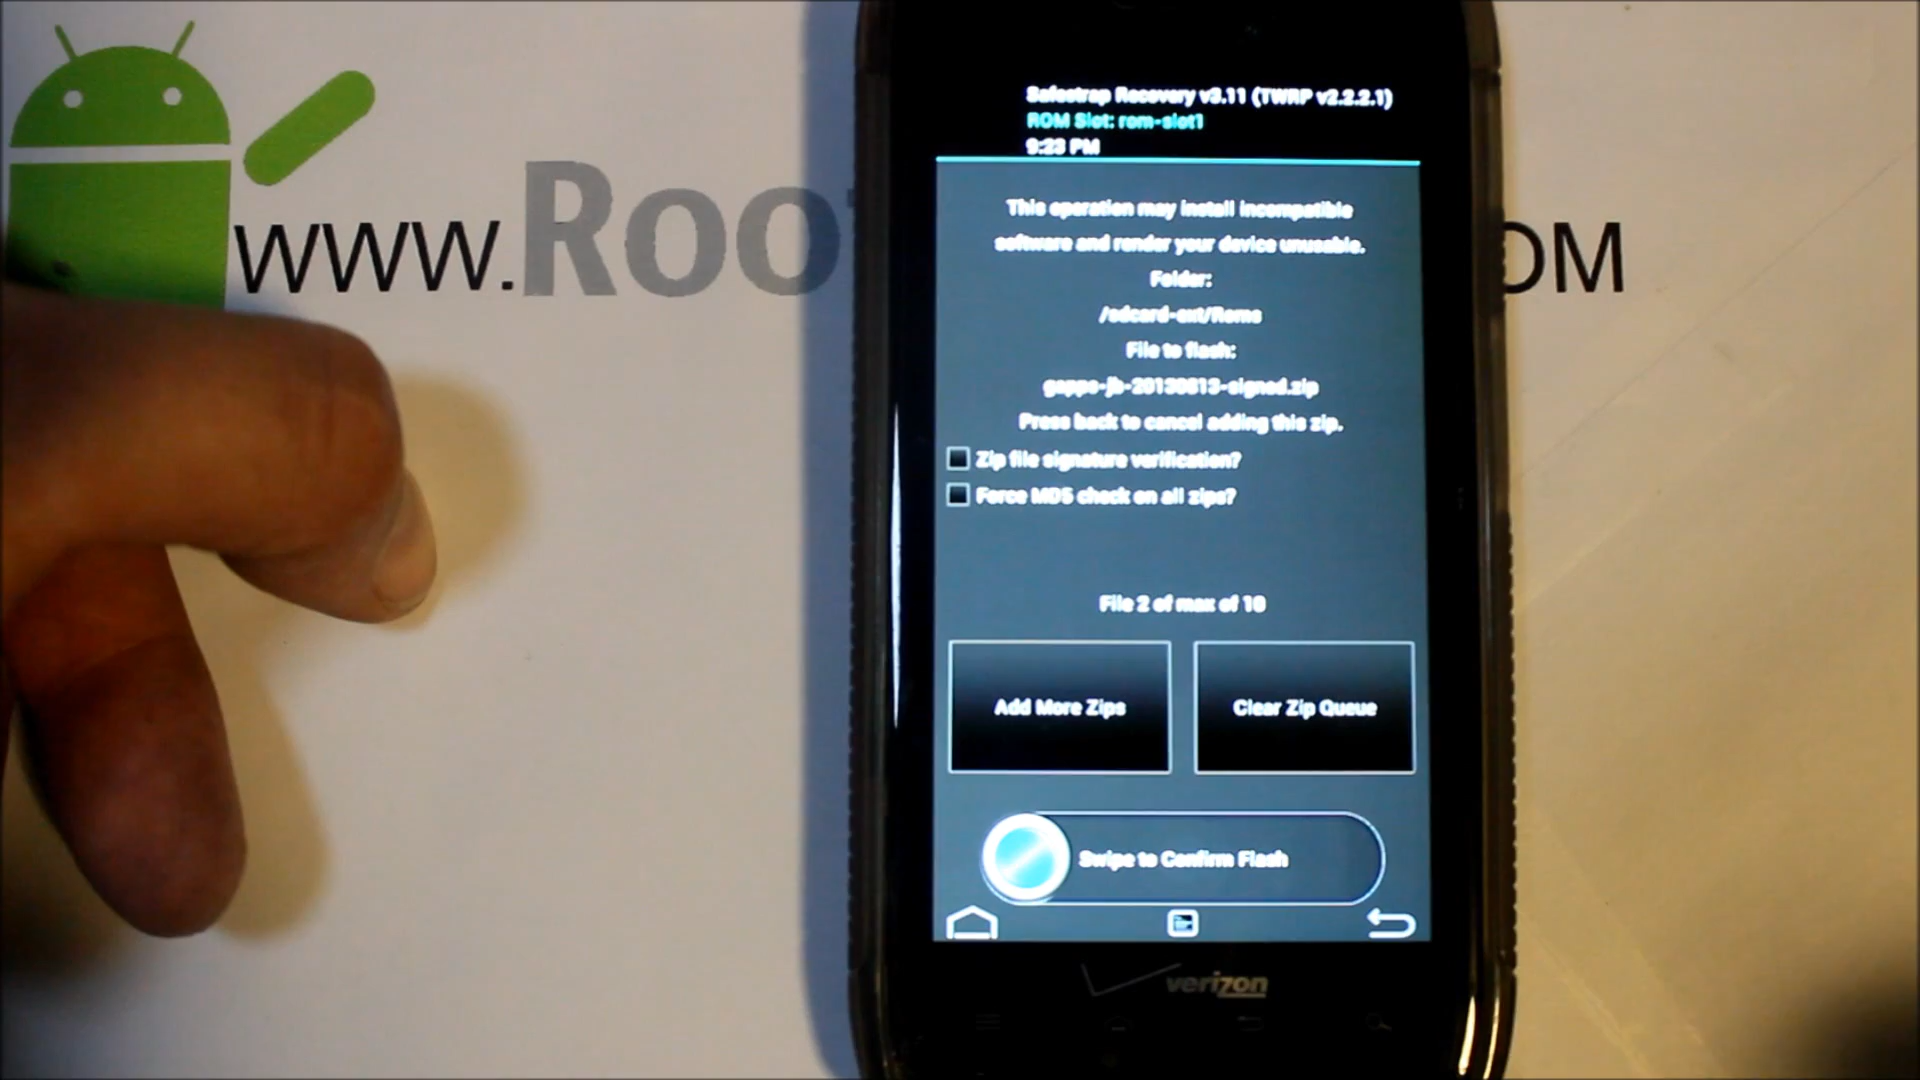 www.Roo
OM
Safestrap Recovery v3.11 (TWRP v2.2.2.1)
ROM Slot: rom-slot1
9:23 PM
This operation may install incompatible
software and render your device unusable.
Folder:
/sdcard-ext/Roms
File to flash:
gapps-jb-20130813-signed.zip
Press back to cancel adding this zip.
Zip file signature verification?
Force MD5 check on all zips?
File 2 of max of 10
Add More Zips
Clear Zip Queue
Swipe to Confirm Flash
verizon